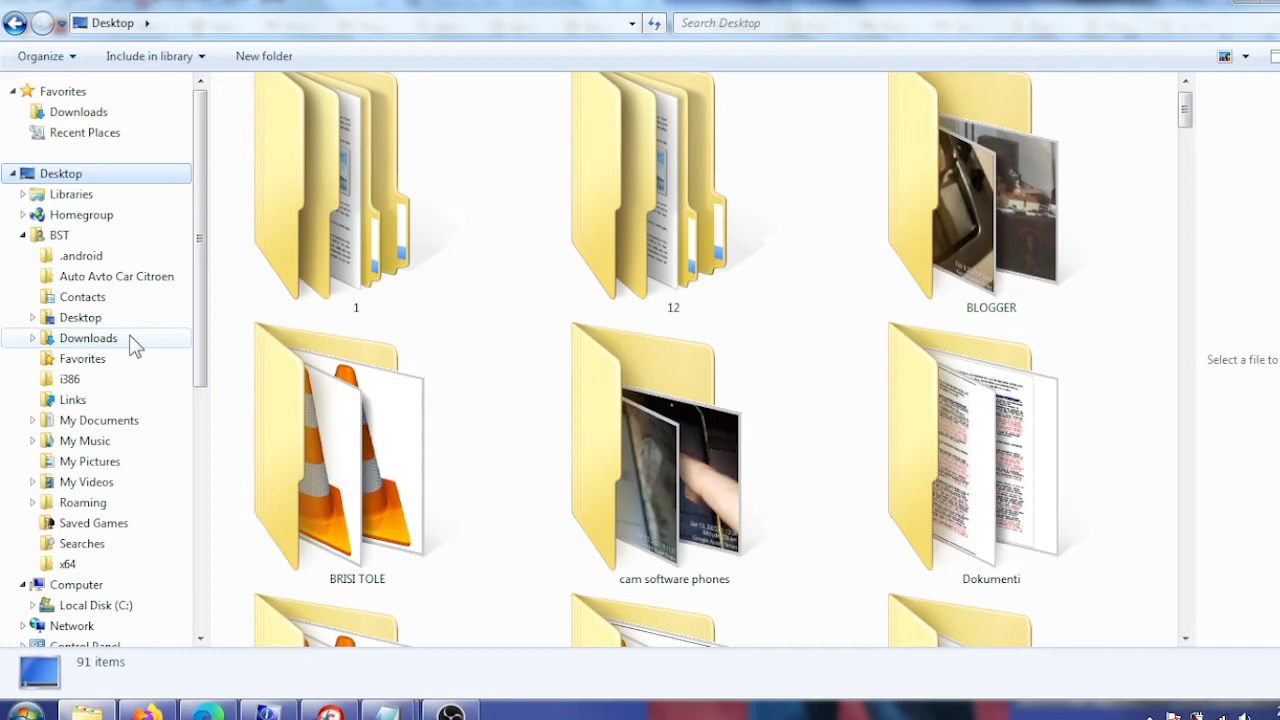 Desktop
Search Desktop
Organize
Include in library
New folder
Favorites
Downloads
Recent Places
Desktop
Libraries
Homegroup
BST
.android
Auto Avto Car Citroen
Contacts
Desktop
Downloads
Favorites
i386
Links
My Documents
My Music
My Pictures
My Videos
Roaming
Saved Games
Searches
x64
Computer
Local Disk (C:)
Network
Control Panel
1
12
BLOGGER
BRISI TOLE
cam software phones
Dokumenti
Select a file to
91 items